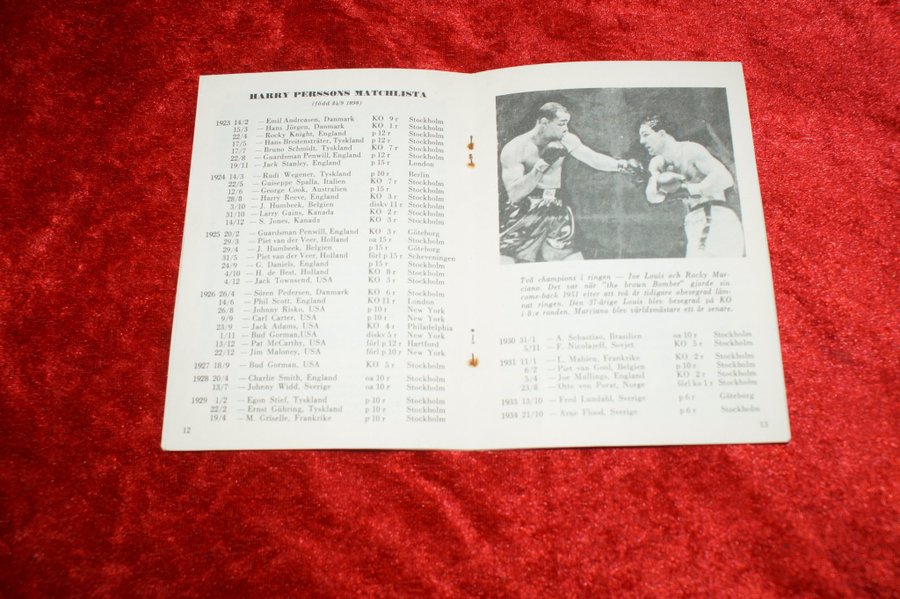 HARRY PERSSONS MATCHLISTA
(född 24/9 1898)
1923 14/2 — Emil Andreasen, Danmark KO 9 r Stockholm
15/3 — Hans Jörgen, Danmark KO 1 r Stockholm
22/4 — Rocky Knight, England p 12 r Stockholm
17/5 — Hans Breitensträter, Tyskland p 12 r Stockholm
17/7 — Bruno Schmidt, Tyskland KO 7 r Stockholm
22/8 — Guardsman Penwill, England p 12 r Stockholm
19/11 — Jack Stanley, England p 15 r London
1924 14/3 — Rudi Wegener, Tyskland p 10 r Berlin
22/5 — Guiseppe Spalla, Italien KO 7 r Stockholm
12/6 — George Cook, Australien p 15 r Stockholm
28/8 — Harry Reeve, England KO 3 r Stockholm
3/10 — J. Humbeek, Belgien diskv 11 r Stockholm
31/10 — Larry Gains, Kanada KO 2 r Stockholm
14/12 — S. Jones, Kanada KO 3 r Stockholm
1925 20/2 — Guardsman Penwill, England KO 3 r Göteborg
29/3 — Piet van der Veer, Holland oa 15 r Stockholm
29/4 — J. Humbeek, Belgien p 15 r Göteborg
31/5 — Piet van der Veer, Holland förl p 15 r Scheveningen
24/9 — G. Daniels, England p 15 r Stockholm
4/10 — H. de Best, Holland KO 8 r Stockholm
4/12 — Jack Townsend, USA KO 3 r Stockholm
1926 26/4 — Sören Pedersen, Danmark KO 6 r Stockholm
14/6 — Phil Scott, England KO 11 r London
26/8 — Johnny Risko, USA p 10 r New York
9/9 — Carl Carter, USA p 10 r New York
23/9 — Jack Adams, USA KO 4 r Philadelphia
1/11 — Bud Gorman, USA diskv 5 r New York
13/12 — Pat McCarthy, USA förl p 12 r Hartford
22/12 — Jim Maloney, USA förl p 10 r New York
1927 18/9 — Bud Gorman, USA KO 5 r Stockholm
1928 20/4 — Charlie Smith, England oa 10 r Stockholm
13/7 — Johnny Widd, Sverige oa 10 r Stockholm
1929 1/2 — Egon Stief, Tyskland p 10 r Stockholm
22/2 — Ernst Gühring, Tyskland p 10 r Stockholm
19/4 — M. Griselle, Frankrike p 10 r Stockholm
12
Två champions i ringen — Joe Louis och Rocky Mar-
ciano. Det var när "the brown Bomber" gjorde sin
come-back 1951 efter att två år tidigare obesegrad läm-
nat ringen. Den 37-årige Louis blev besegrad på KO
i 8:e ronden. Marciano blev världsmästare ett år senare.
1930 31/1 — A. Sebastiao, Brasilien oa 10 r Stockholm
5/11 — F. Nicolajeff, Sovjet KO 5 r Stockholm
1931 11/1 — L. Mahieu, Frankrike KO 2 r Stockholm
6/2 — Piet van Gool, Belgien p 10 r Stockholm
5/4 — Joe Mullings, England KO 2 r Stockholm
23/8 — Otto von Porat, Norge förl ko 1 r Stockholm
1933 13/10 — Fred Lundahl, Sverige p 6 r Göteborg
1934 21/10 — Arne Flood, Sverige p 6 r Stockholm
13